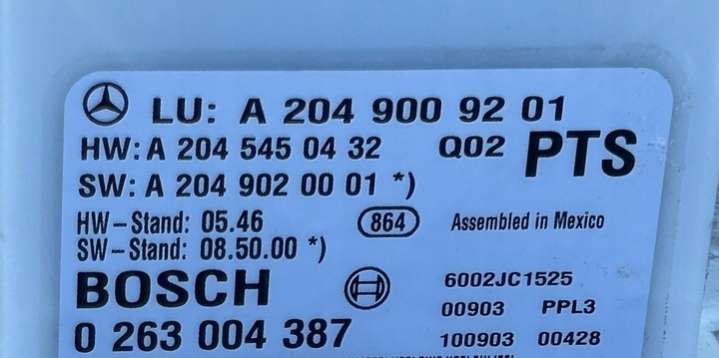 LU: A 204 900 92 01
HW: A 204 545 04 32 Q02 PTS
SW: A 204 902 00 01 *)
HW-Stand: 05.46 864 Assembled in Mexico
SW-Stand: 08.50.00 *)
BOSCH 6002JC1525
00903 PPL3
0 263 004 387 100903 00428